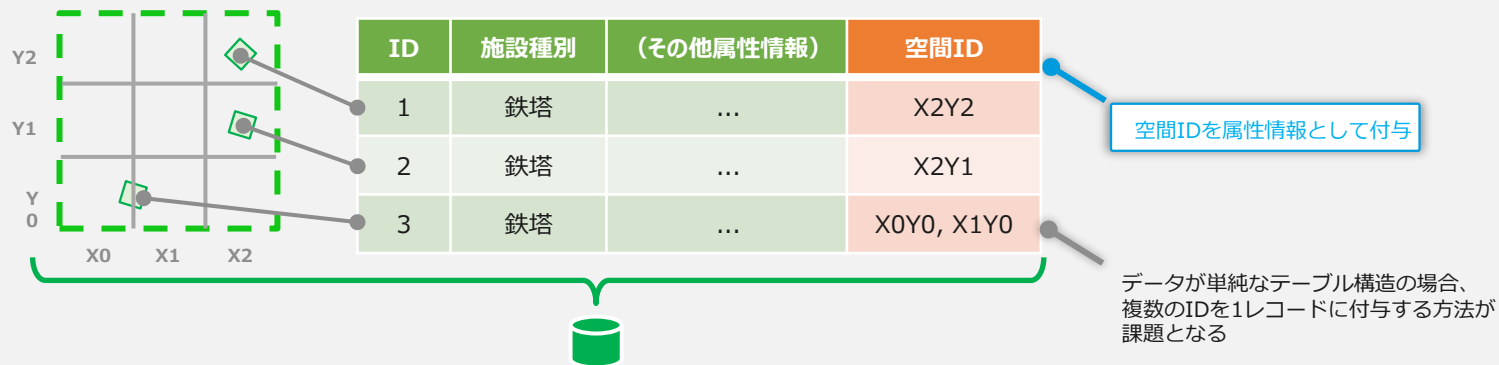 Y2
Y1
Y
0
X0 X1 X2
ID 施設種別 （その他属性情報） 空間ID
1 鉄塔 ... X2Y2
2 鉄塔 ... X2Y1
3 鉄塔 ... X0Y0, X1Y0
空間IDを属性情報として付与
データが単純なテーブル構造の場合、
複数のIDを1レコードに付与する方法が
課題となる